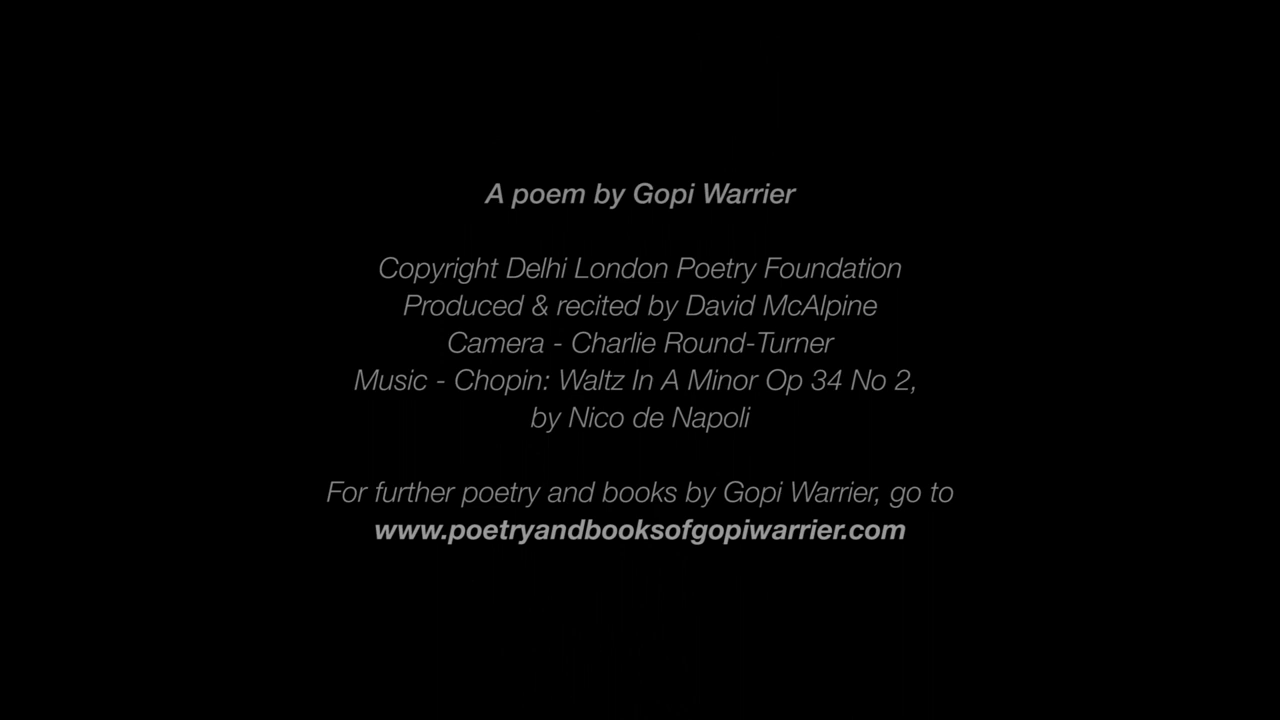 A poem by Gopi Warrier
Copyright Delhi London Poetry Foundation
Produced & recited by David McAlpine
Camera - Charlie Round-Turner
Music - Chopin: Waltz In A Minor Op 34 No 2,
by Nico de Napoli
For further poetry and books by Gopi Warrier, go to
www.poetryandbooksofgopiwarrier.com